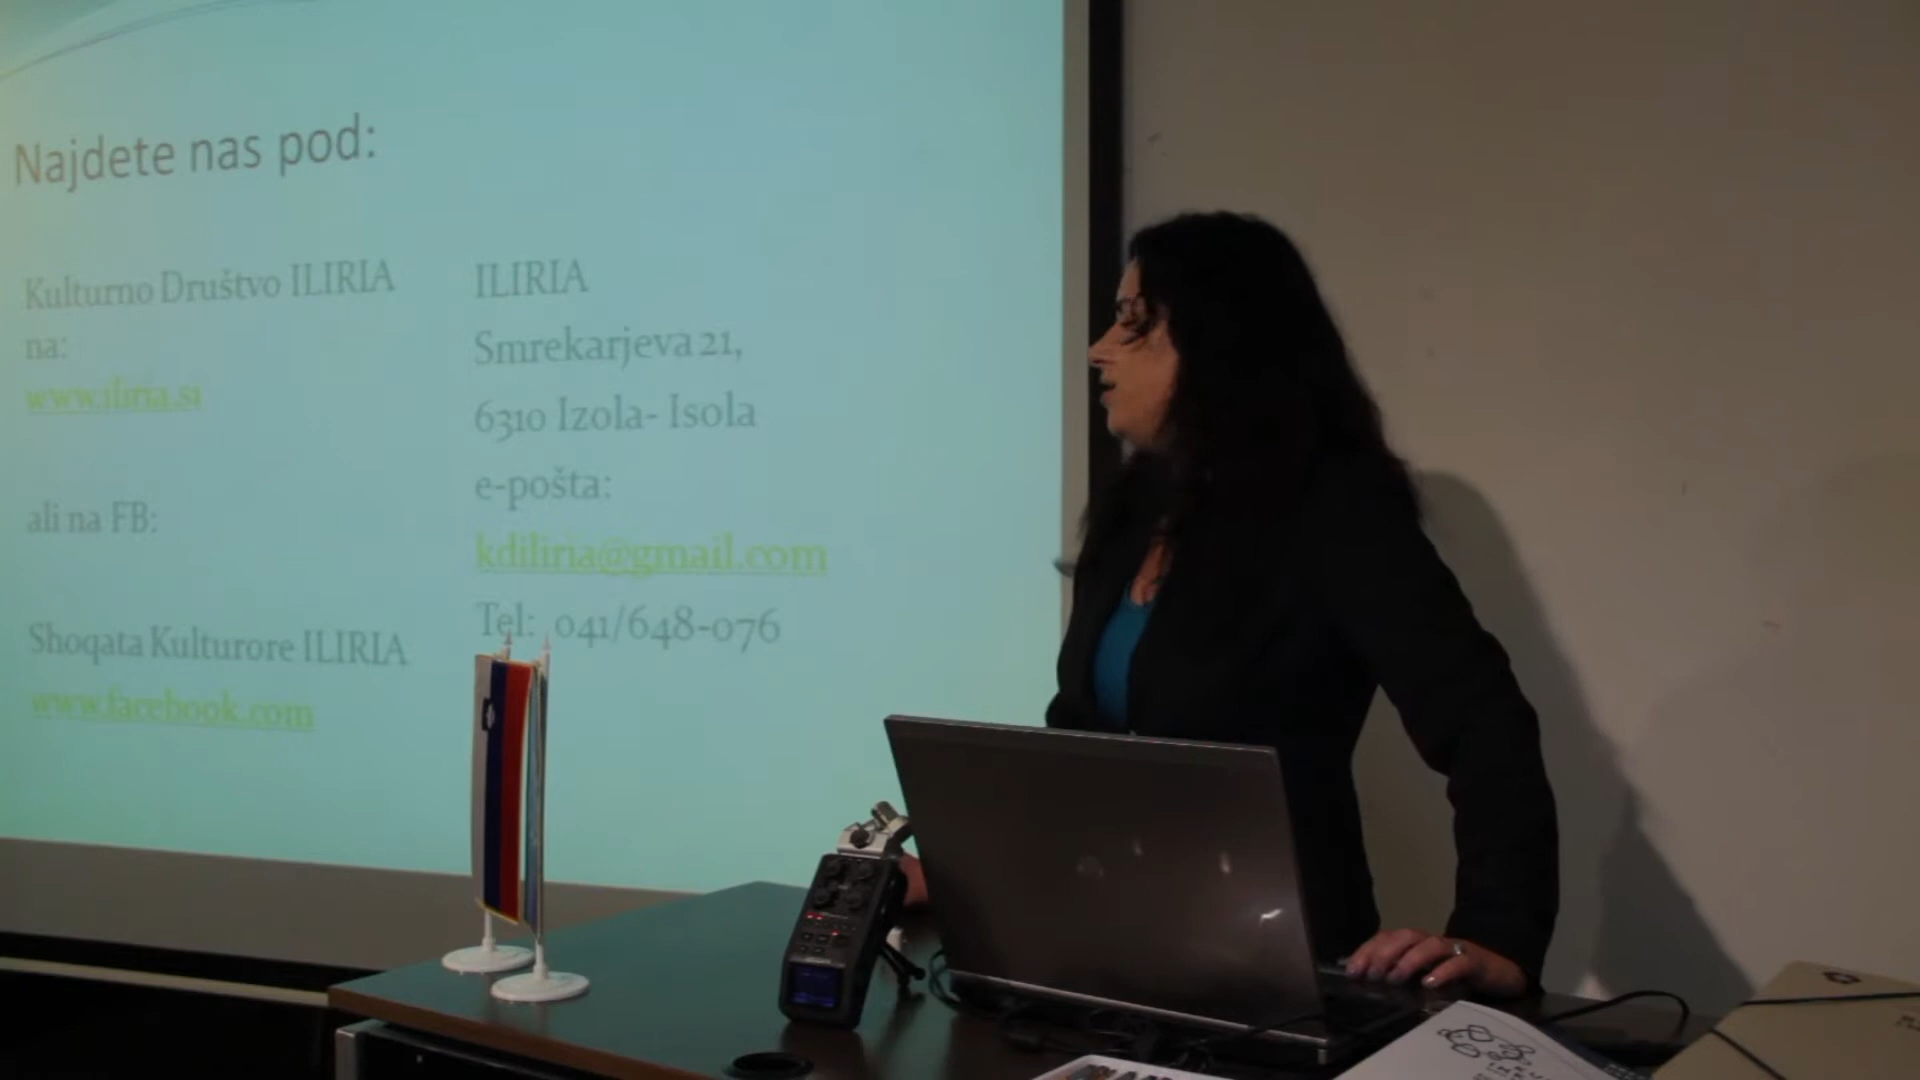 Najdete nas pod:
Kulturno Društvo ILIRIA
na:
www.iliria.si
ali na FB:
Shoqata Kulturore ILIRIA
www.facebook.com
ILIRIA
Smrekarjeva 21,
6310 Izola- Isola
e-pošta:
kdiliria@gmail.com
Tel: 041/648-076